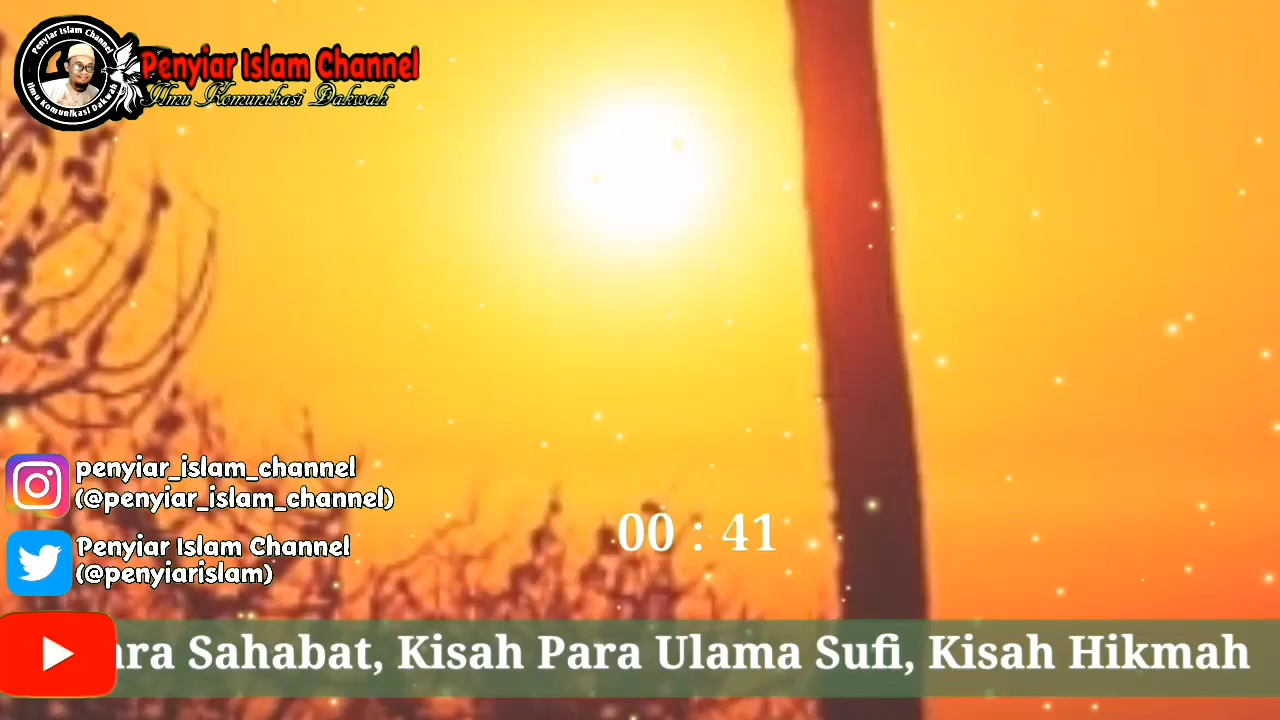 Penyiar Islam Channel
Ilmu Komunikasi Dakwah
Penyiar Islam Channel
Ilmu Komunikasi Dakwah
penyiar_islam_channel
(@penyiar_islam_channel)
00 : 41
Penyiar Islam Channel
(@penyiarislam)
Sahabat, Kisah Para Ulama Sufi, Kisah Hikmah